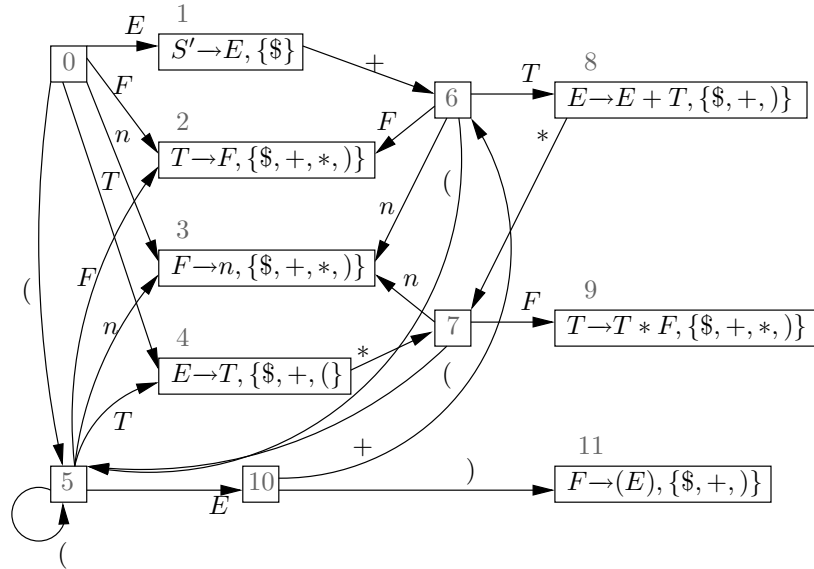 1
E
0
S′→E, {$}
+
8
T
6
E→E + T, {$, +, )}
F
2
F
*
n
T→F, {$, +, *, )}
T
(
n
3
F
F→n, {$, +, *, )}
n
(
n
9
4
7
F
T→T * F, {$, +, *, )}
*
E→T, {$, +, (}
(
T
+
11
5
10
)
F→(E), {$, +, )}
E
(